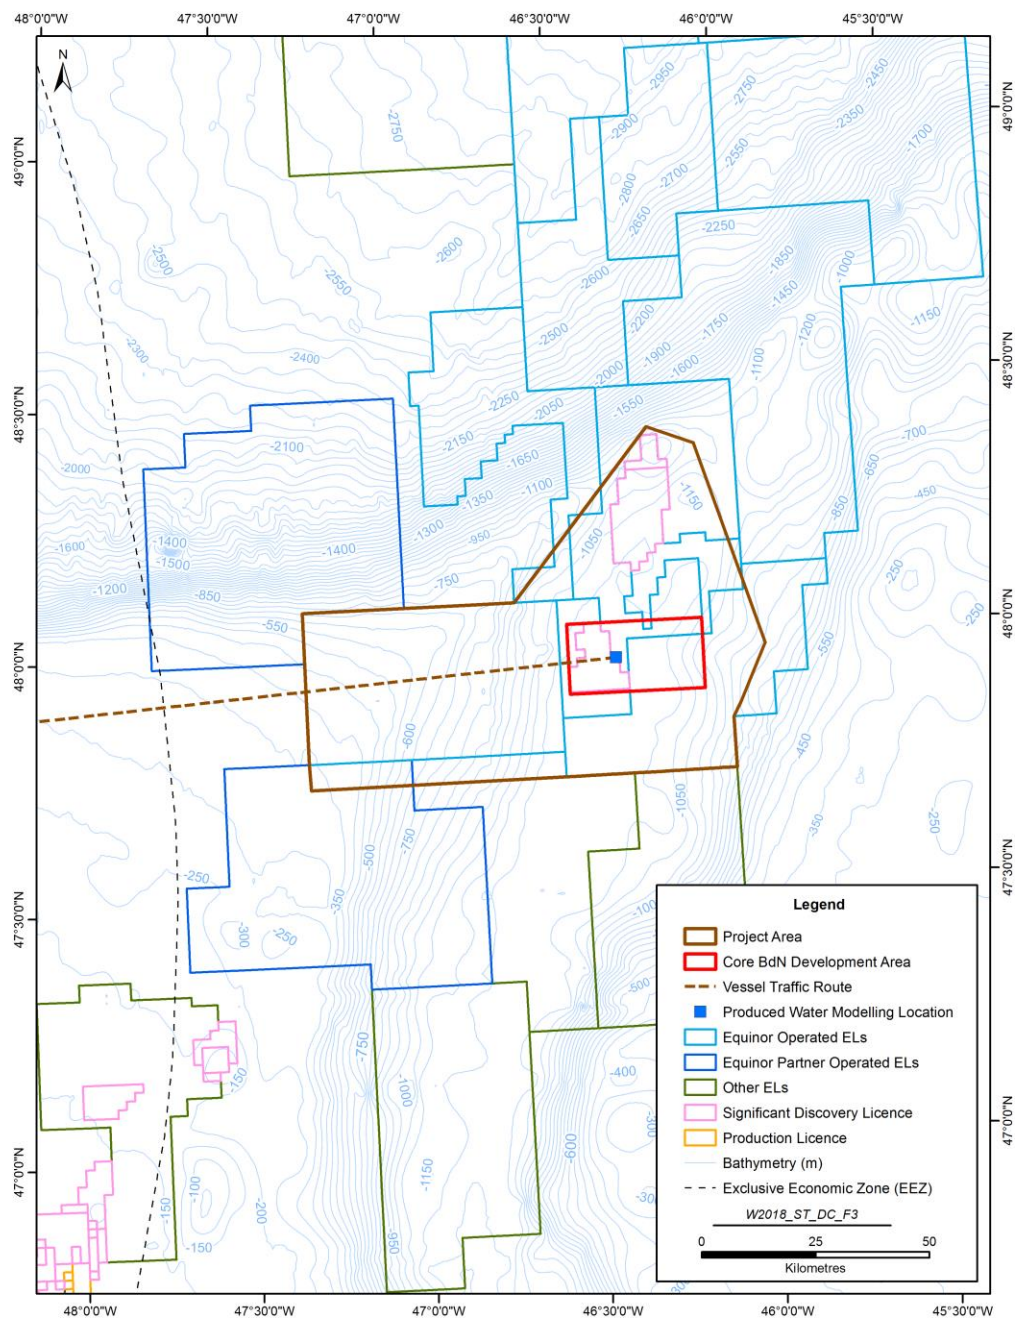 48°0'0"W 47°30'0"W 47°0'0"W 46°30'0"W 46°0'0"W 45°30'0"W
N
49°0'0"N
49°0'0"N
48°30'0"N
48°30'0"N
48°0'0"N
48°0'0"N
47°30'0"N
47°30'0"N
47°0'0"N
47°0'0"N
-2950
-2750
-2450
-2350
-1700
-2750
-2900
-2550
-2800
-2700
-2650
-2250
-2500
-2550
-2600
-2600
-1850
-1000
-1450
-1150
-2300
-2400
-2500
-2200
-1750
-1200
-1900
-1600
-1100
-2000
-2250
-2050
-1550
-2100
-2150
-1650
-700
-650
-2000
-1350
-1100
-1150
-450
-850
-1600
-1400
-1500
-1400
-1300
-950
-1050
-1200
-850
-750
-250
-250
-550
-550
-600
-450
-1050
-350
-250
-500
-750
-250
-350
-300
-250
-100
-500
-750
-400
-150
-1000
-300
-600
-100
-150
-200
-1150
-150
-950
Legend
Project Area
Core BdN Development Area
Vessel Traffic Route
Produced Water Modelling Location
Equinor Operated ELs
Equinor Partner Operated ELs
Other ELs
Significant Discovery Licence
Production Licence
Bathymetry (m)
Exclusive Economic Zone (EEZ)
W2018_ST_DC_F3
0 25 50
Kilometres
48°0'0"W 47°30'0"W 47°0'0"W 46°30'0"W 46°0'0"W 45°30'0"W